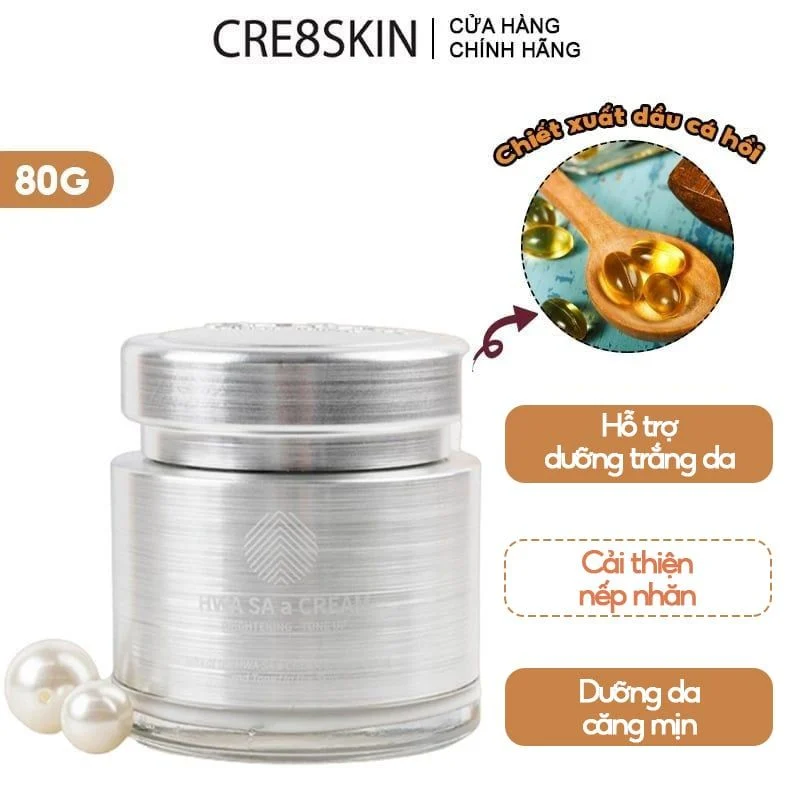 CRE8SKIN
CỬA HÀNG
CHÍNH HÃNG
Chiết xuất dầu cá hồi
80G
Hỗ trợ
dưỡng trắng da
HWA SA a CREAM
BRIGHTENING - TONE UP
Cải thiện
nếp nhăn
Dưỡng da
căng mịn